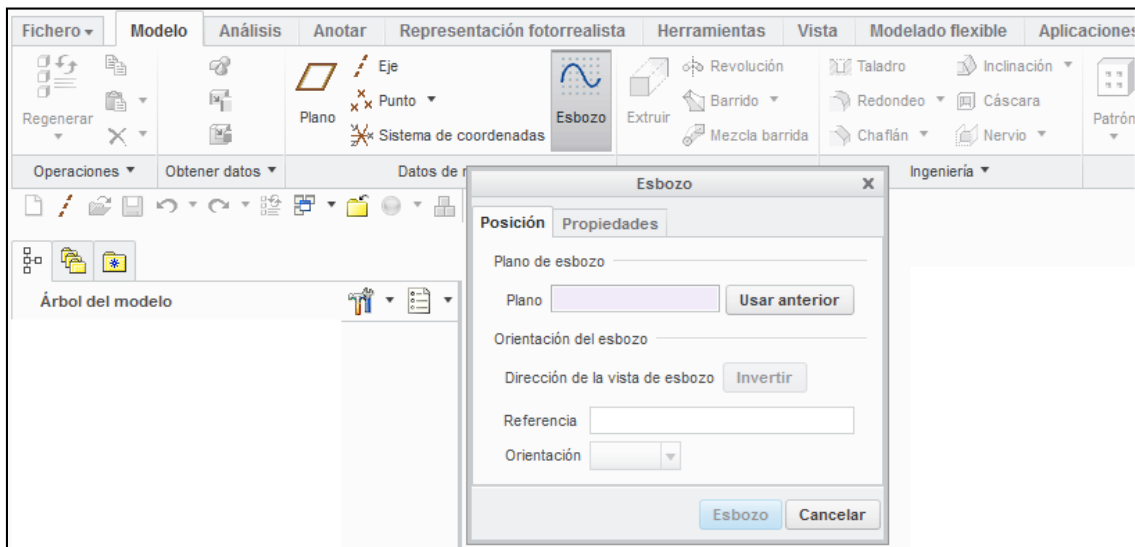 Fichero Modelo Análisis Anotar Representación fotorrealista Herramientas Vista Modelado flexible Aplicaciones
Eje Revolución Taladro Inclinación
Punto Barrido Redondeo Cáscara
Regenerar Plano Esbozo Extruir Patrón
Sistema de coordenadas Mezcla barrida Chaflán Nervio
Operaciones Obtener datos Datos de Ingeniería
Esbozo
Posición Propiedades
Plano de esbozo
Árbol del modelo
Plano Usar anterior
Orientación del esbozo
Dirección de la vista de esbozo Invertir
Referencia
Orientación
Esbozo Cancelar